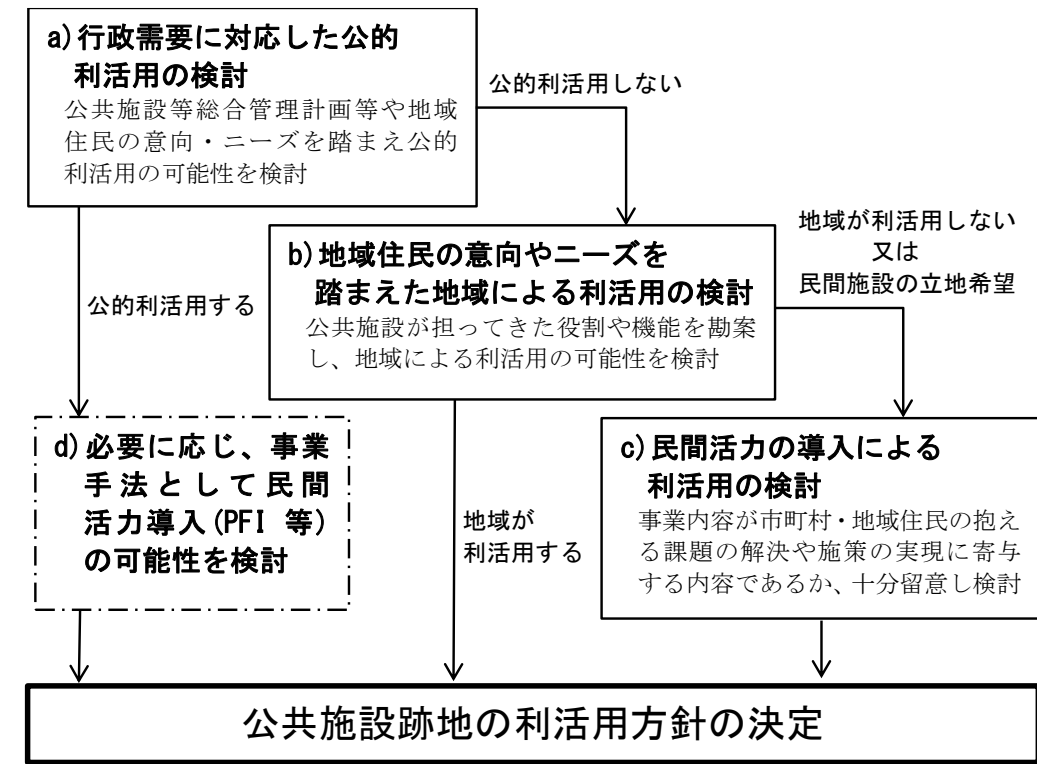 a)行政需要に対応した公的
利活用の検討
公共施設等総合管理計画等や地域
住民の意向・ニーズを踏まえ公的
利活用の可能性を検討
公的利活用しない
地域が利活用しない
又は
民間施設の立地希望
b)地域住民の意向やニーズを
踏まえた地域による利活用の検討
公共施設が担ってきた役割や機能を勘案
し、地域による利活用の可能性を検討
公的利活用する
d)必要に応じ、事業
手法として民間
活力導入(PFI 等)
の可能性を検討
地域が
利活用する
c)民間活力の導入による
利活用の検討
事業内容が市町村・地域住民の抱え
る課題の解決や施策の実現に寄与
する内容であるか、十分留意し検討
公共施設跡地の利活用方針の決定